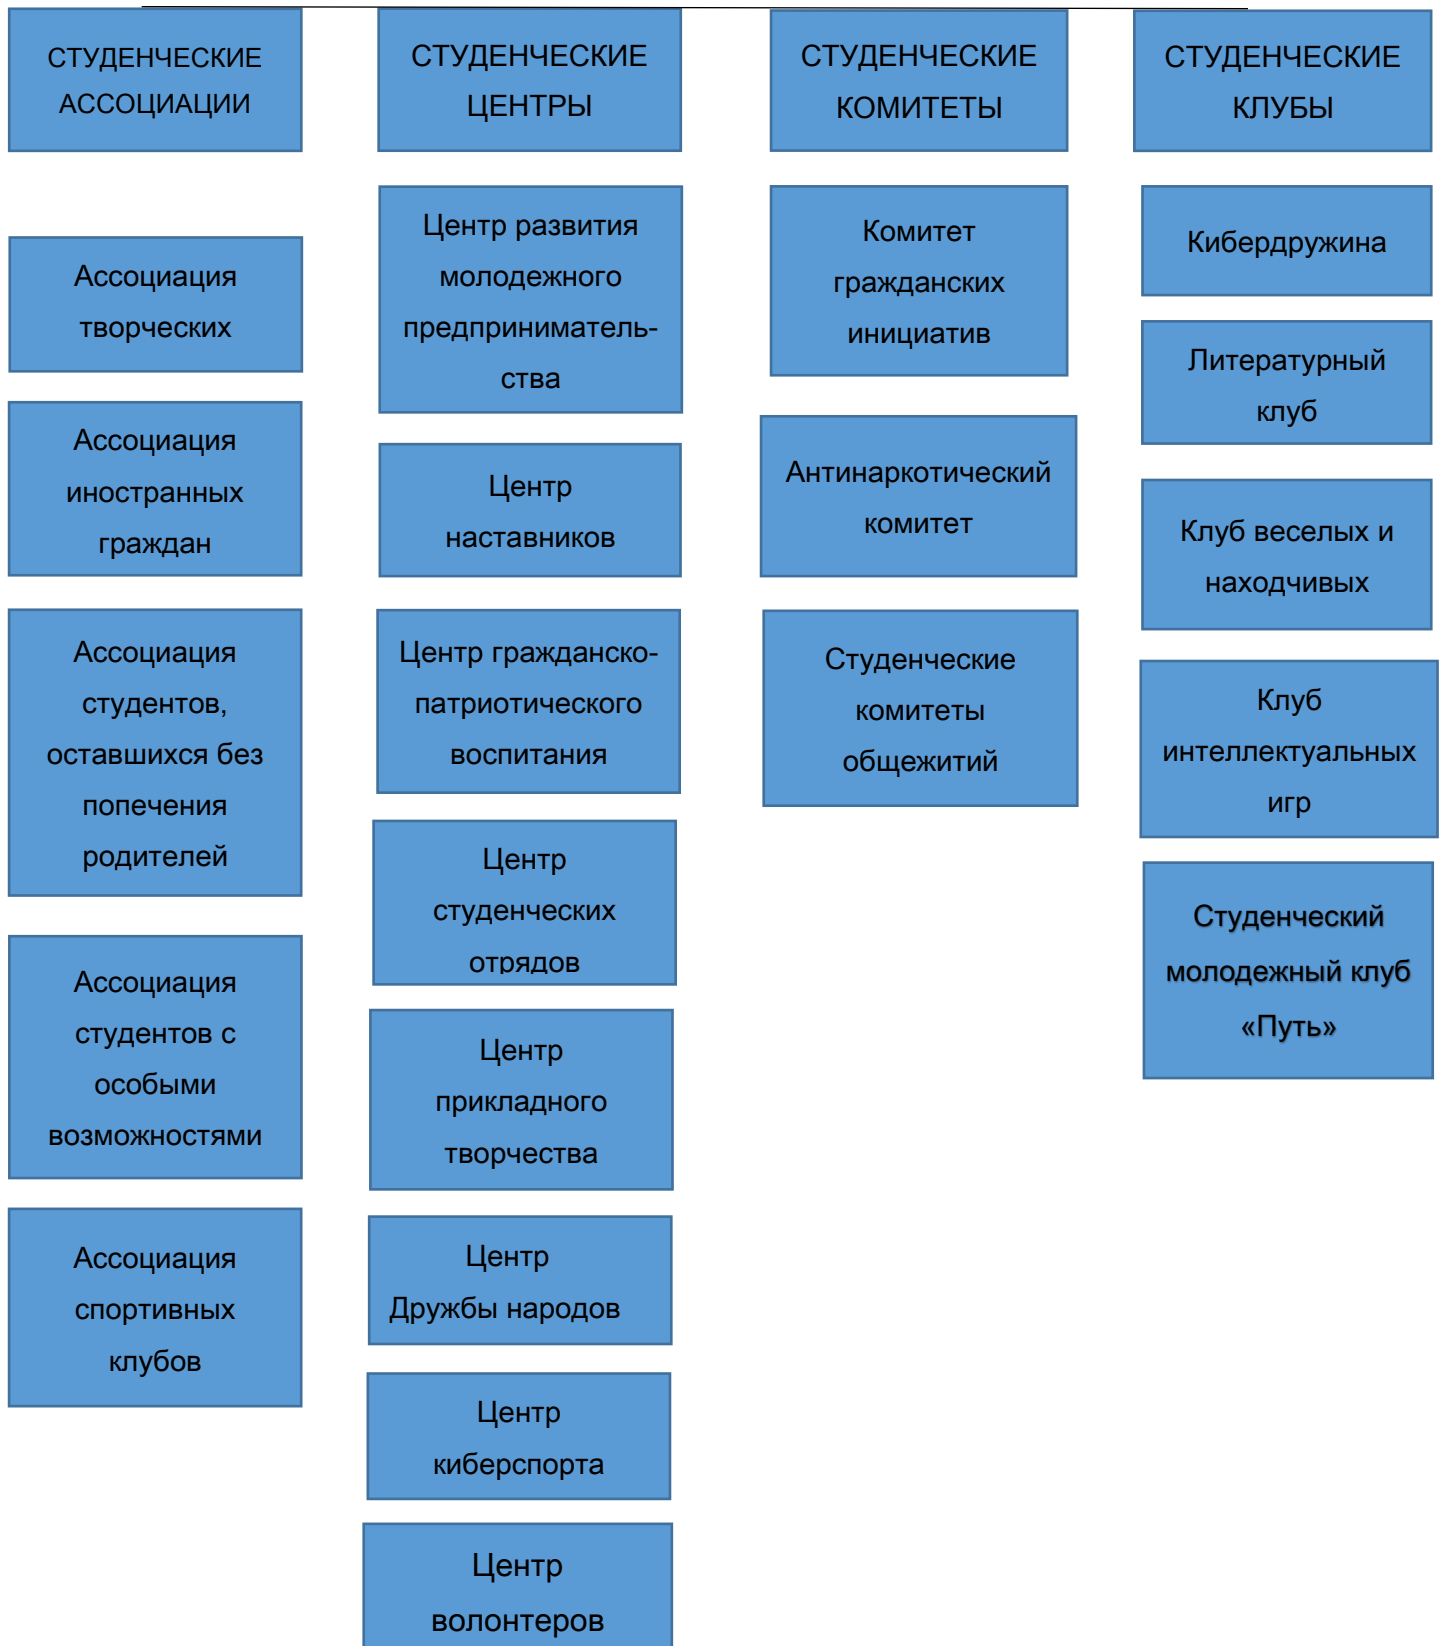 СТУДЕНЧЕСКИЕ
АССОЦИАЦИИ
Ассоциация
творческих
Ассоциация
иностранных
граждан
Ассоциация
студентов,
оставшихся без
попечения
родителей
Ассоциация
студентов с
особыми
возможностями
Ассоциация
спортивных
клубов
СТУДЕНЧЕСКИЕ
ЦЕНТРЫ
Центр развития
молодежного
предприниматель-
ства
Центр
наставников
Центр гражданско-
патриотического
воспитания
Центр
студенческих
отрядов
Центр
прикладного
творчества
Центр
Дружбы народов
Центр
киберспорта
Центр
волонтеров
СТУДЕНЧЕСКИЕ
КОМИТЕТЫ
Комитет
гражданских
инициатив
Антинаркотический
комитет
Студенческие
комитеты
общежитий
СТУДЕНЧЕСКИЕ
КЛУБЫ
Кибердружина
Литературный
клуб
Клуб веселых и
находчивых
Клуб
интеллектуальных
игр
Студенческий
молодежный клуб
«Путь»